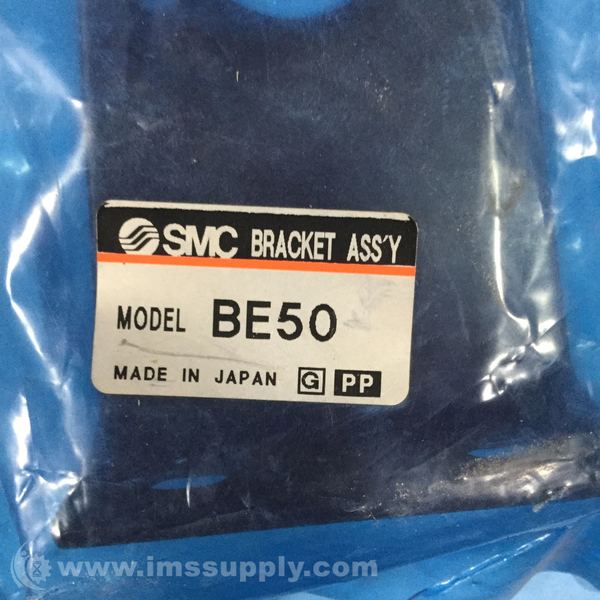 SMC BRACKET ASS'Y
MODEL BE50
MADE IN JAPAN G PP
www.imssupply.com